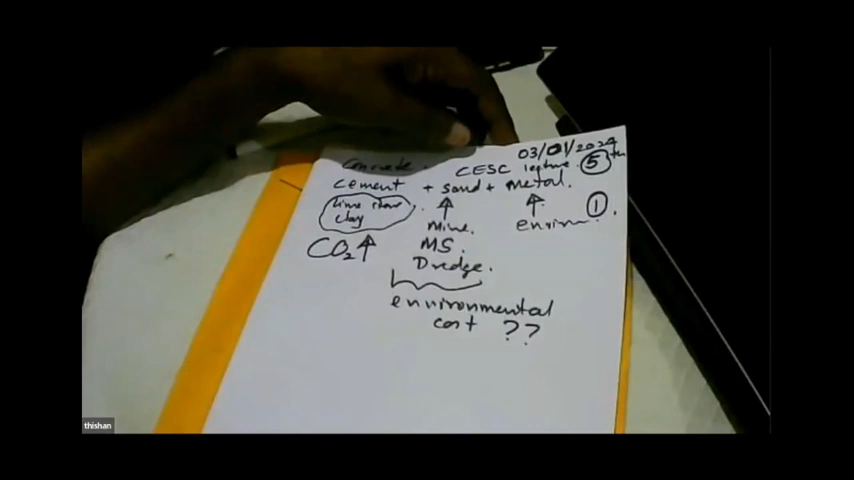 03/01/2024
Concrete. CESC lecture. 5th
cement + sand + metal.
lime stone
clay
1
Mine. environ..
CO2↑ MS.
Dredge.
environmental
cost ??
thishan